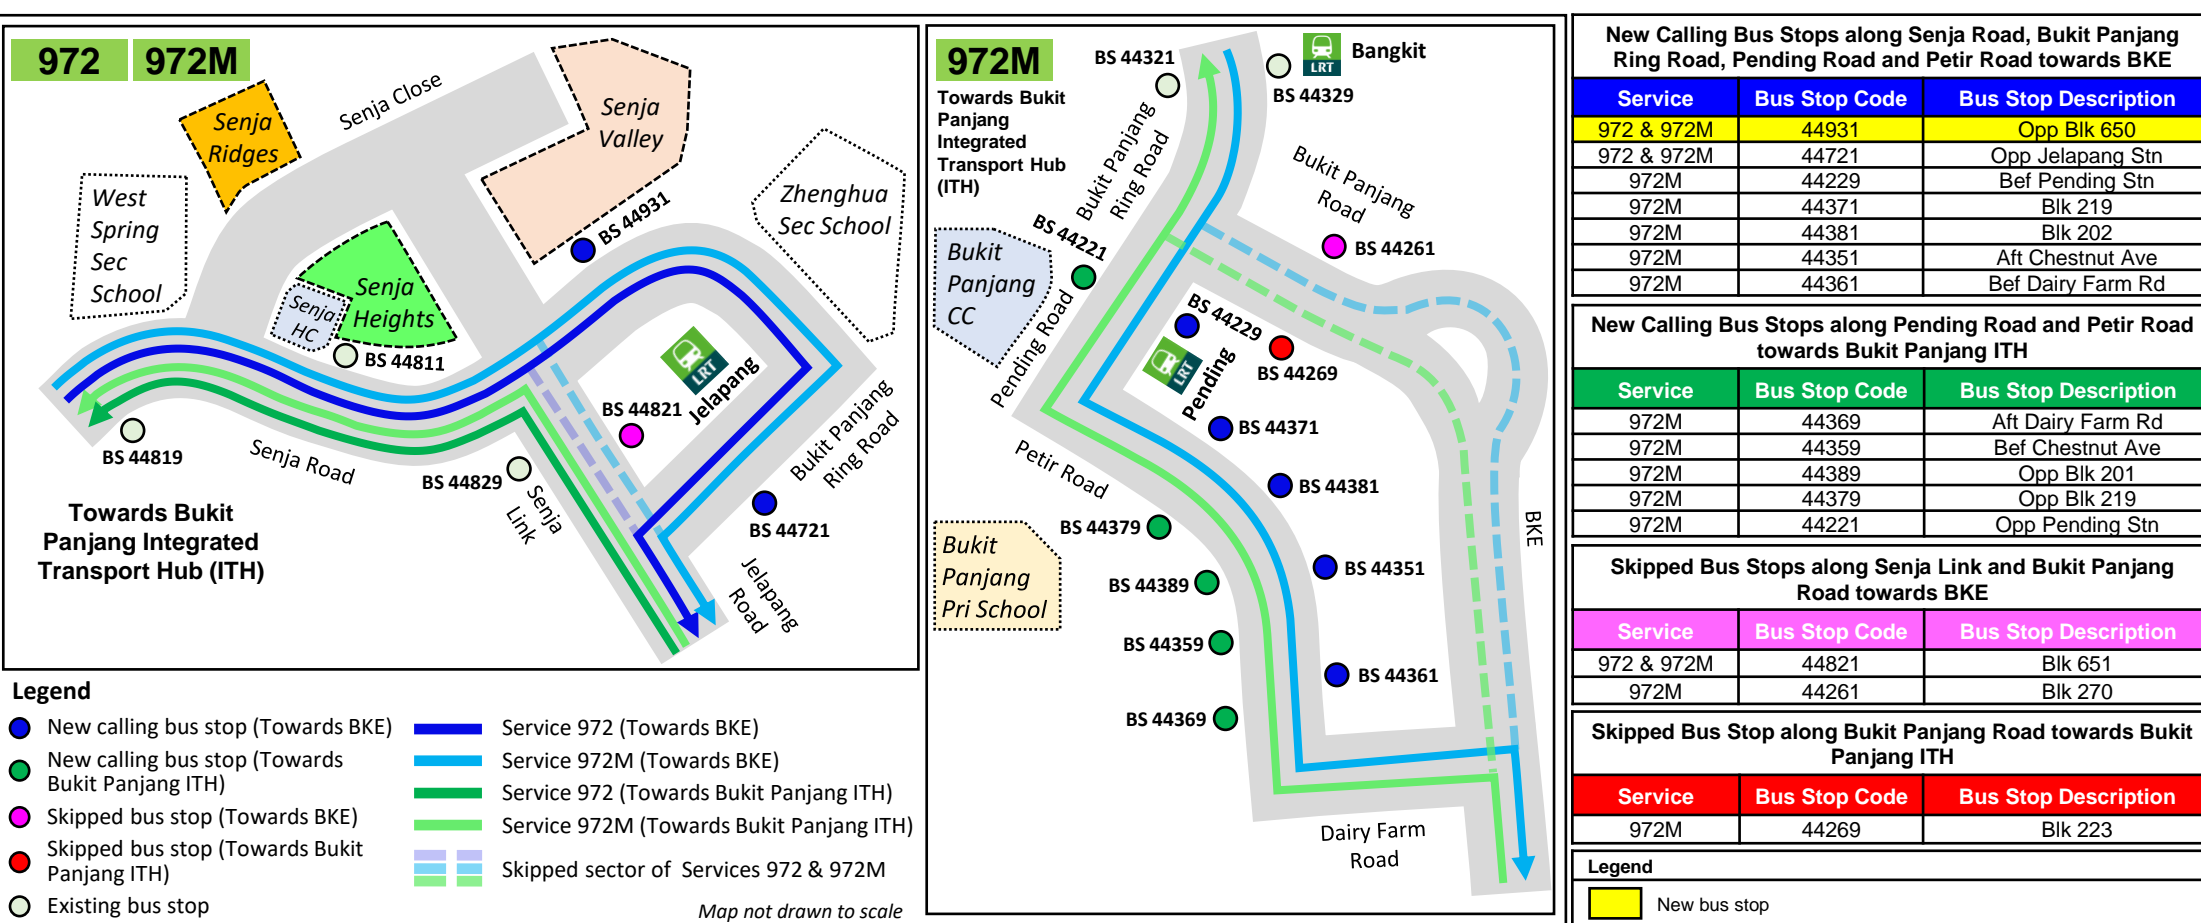 972
972M
Senja
Ridges
Senja Close
Senja
Valley
West
Spring
Sec
School
Zhenghua
Sec School
BS 44931
Senja
HC
Senja
Heights
BS 44811
LRT
Jelapang
BS 44821
BS 44819
Senja Road
BS 44829
Senja
Link
Bukit Panjang
Ring Road
BS 44721
Jelapang
Road
Towards Bukit
Panjang Integrated
Transport Hub (ITH)
972M
Towards Bukit
Panjang
Integrated
Transport Hub
(ITH)
BS 44321
LRT
Bangkit
BS 44329
Bukit Panjang
Ring Road
Bukit Panjang
Road
BS 44221
BS 44261
Bukit
Panjang
CC
Pending Road
BS 44229
LRT
Pending
BS 44269
BS 44371
Petir Road
BS 44381
BS 44379
BKE
Bukit
Panjang
Pri School
BS 44351
BS 44389
BS 44359
BS 44361
BS 44369
Dairy Farm
Road
Legend
New calling bus stop (Towards BKE)
New calling bus stop (Towards
Bukit Panjang ITH)
Skipped bus stop (Towards BKE)
Skipped bus stop (Towards Bukit
Panjang ITH)
Existing bus stop
Service 972 (Towards BKE)
Service 972M (Towards BKE)
Service 972 (Towards Bukit Panjang ITH)
Service 972M (Towards Bukit Panjang ITH)
Skipped sector of Services 972 & 972M
Map not drawn to scale
New Calling Bus Stops along Senja Road, Bukit Panjang
Ring Road, Pending Road and Petir Road towards BKE
Service Bus Stop Code Bus Stop Description
972 & 972M 44931 Opp Blk 650
972 & 972M 44721 Opp Jelapang Stn
972M 44229 Bef Pending Stn
972M 44371 Blk 219
972M 44381 Blk 202
972M 44351 Aft Chestnut Ave
972M 44361 Bef Dairy Farm Rd
New Calling Bus Stops along Pending Road and Petir Road
towards Bukit Panjang ITH
Service Bus Stop Code Bus Stop Description
972M 44369 Aft Dairy Farm Rd
972M 44359 Bef Chestnut Ave
972M 44389 Opp Blk 201
972M 44379 Opp Blk 219
972M 44221 Opp Pending Stn
Skipped Bus Stops along Senja Link and Bukit Panjang
Road towards BKE
Service Bus Stop Code Bus Stop Description
972 & 972M 44821 Blk 651
972M 44261 Blk 270
Skipped Bus Stop along Bukit Panjang Road towards Bukit
Panjang ITH
Service Bus Stop Code Bus Stop Description
972M 44269 Blk 223
Legend
New bus stop